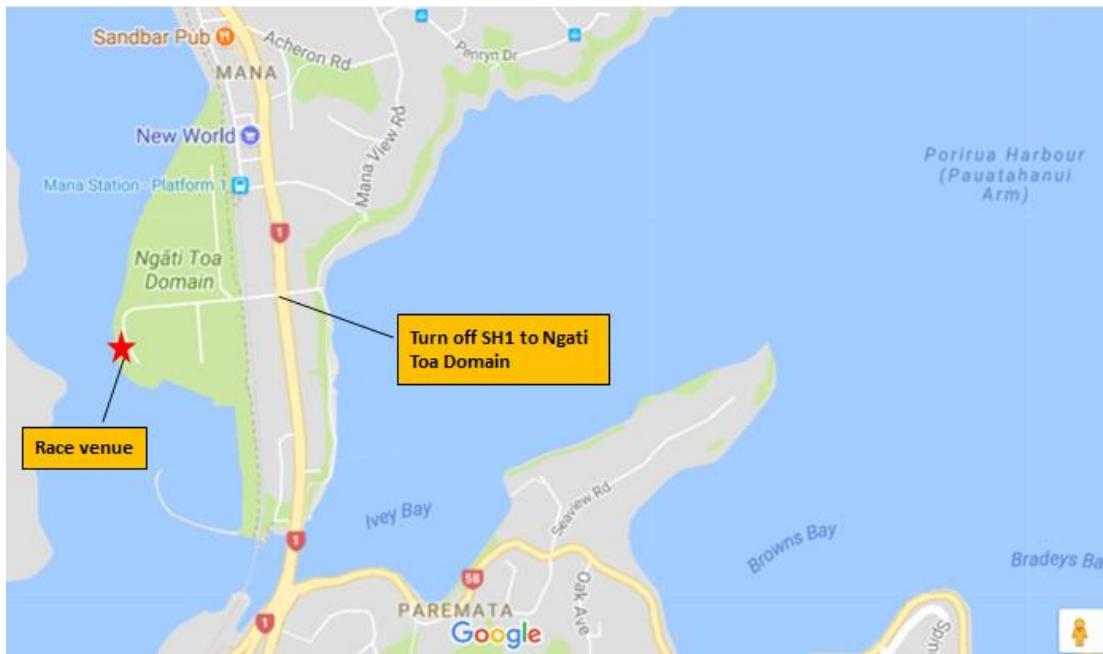 Sandbar Pub
Acheron Rd
Penryn Dr
MANA
New World
Mana View Rd
Mana Station - Platform 1
Porirua Harbour
(Pauatahanui
Arm)
1
Ngāti Toa
Domain
Turn off SH1 to Ngati
Toa Domain
Race venue
Ivey Bay
Seaview Rd
1
Browns Bay
Bradeys Ba
58
Oak Ave
PAREMATA
1
Google
Spin